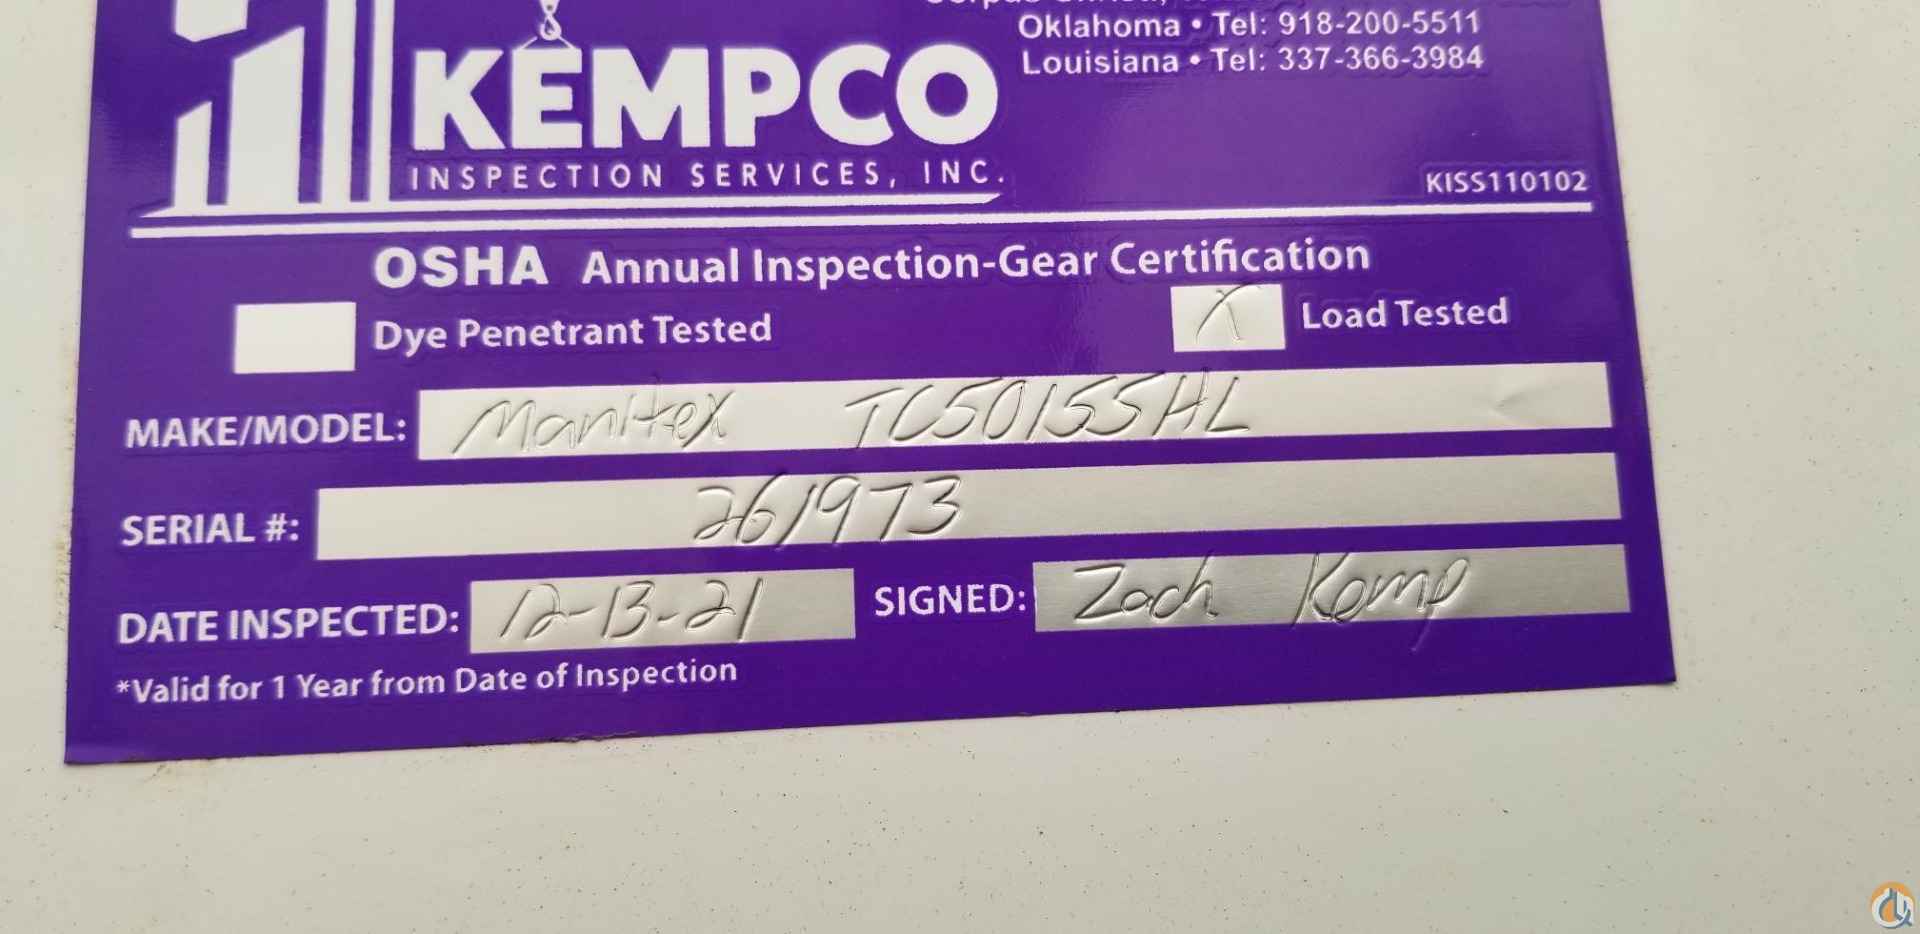 Oklahoma • Tel: 918-200-5511
Louisiana • Tel: 337-366-3984
KEMPCO
INSPECTION SERVICES, INC.
KISS110102
OSHA Annual Inspection-Gear Certification
Dye Penetrant Tested
X Load Tested
MAKE/MODEL: Manitex TC50155HL
SERIAL #: 261973
DATE INSPECTED: 12-13-21 SIGNED: Zach Kemp
*Valid for 1 Year from Date of Inspection